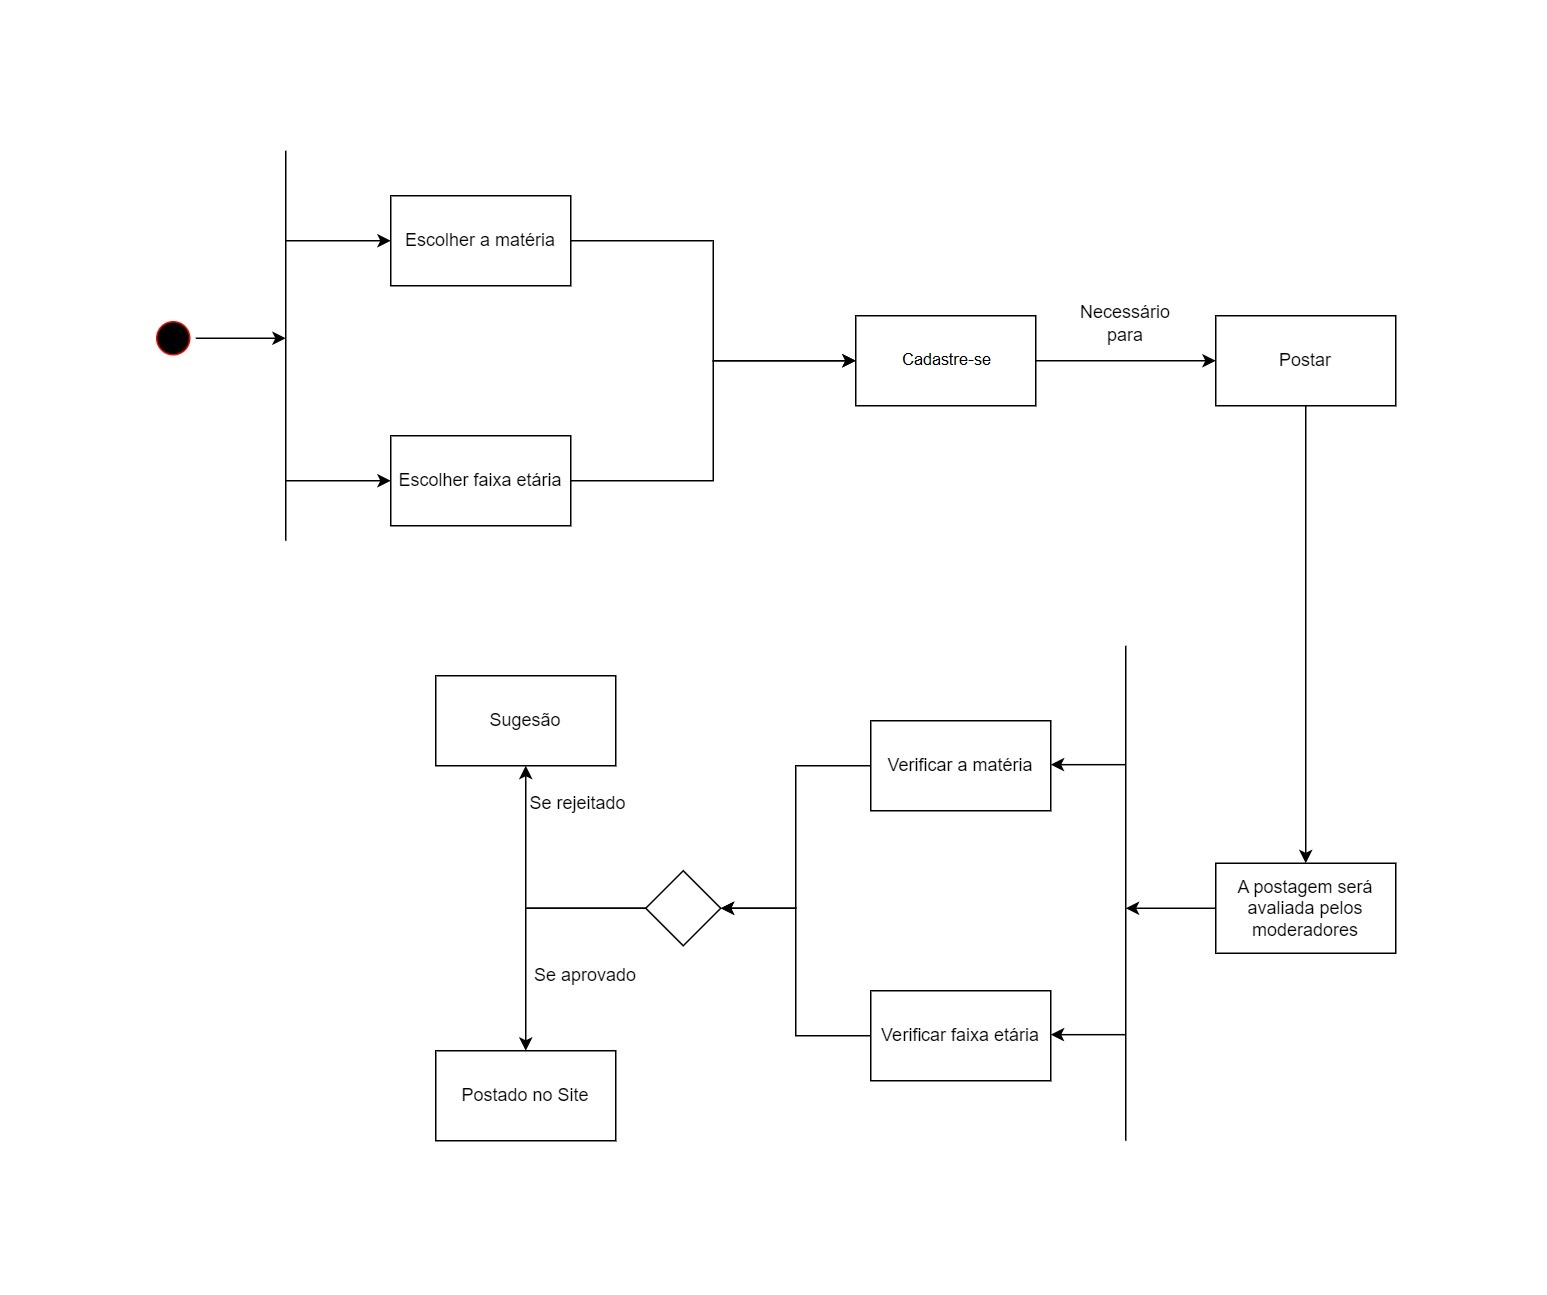 Escolher a matéria
Necessário
para
Cadastre-se
Postar
Escolher faixa etária
Sugesão
Verificar a matéria
Se rejeitado
A postagem será
avaliada pelos
moderadores
Se aprovado
Verificar faixa etária
Postado no Site